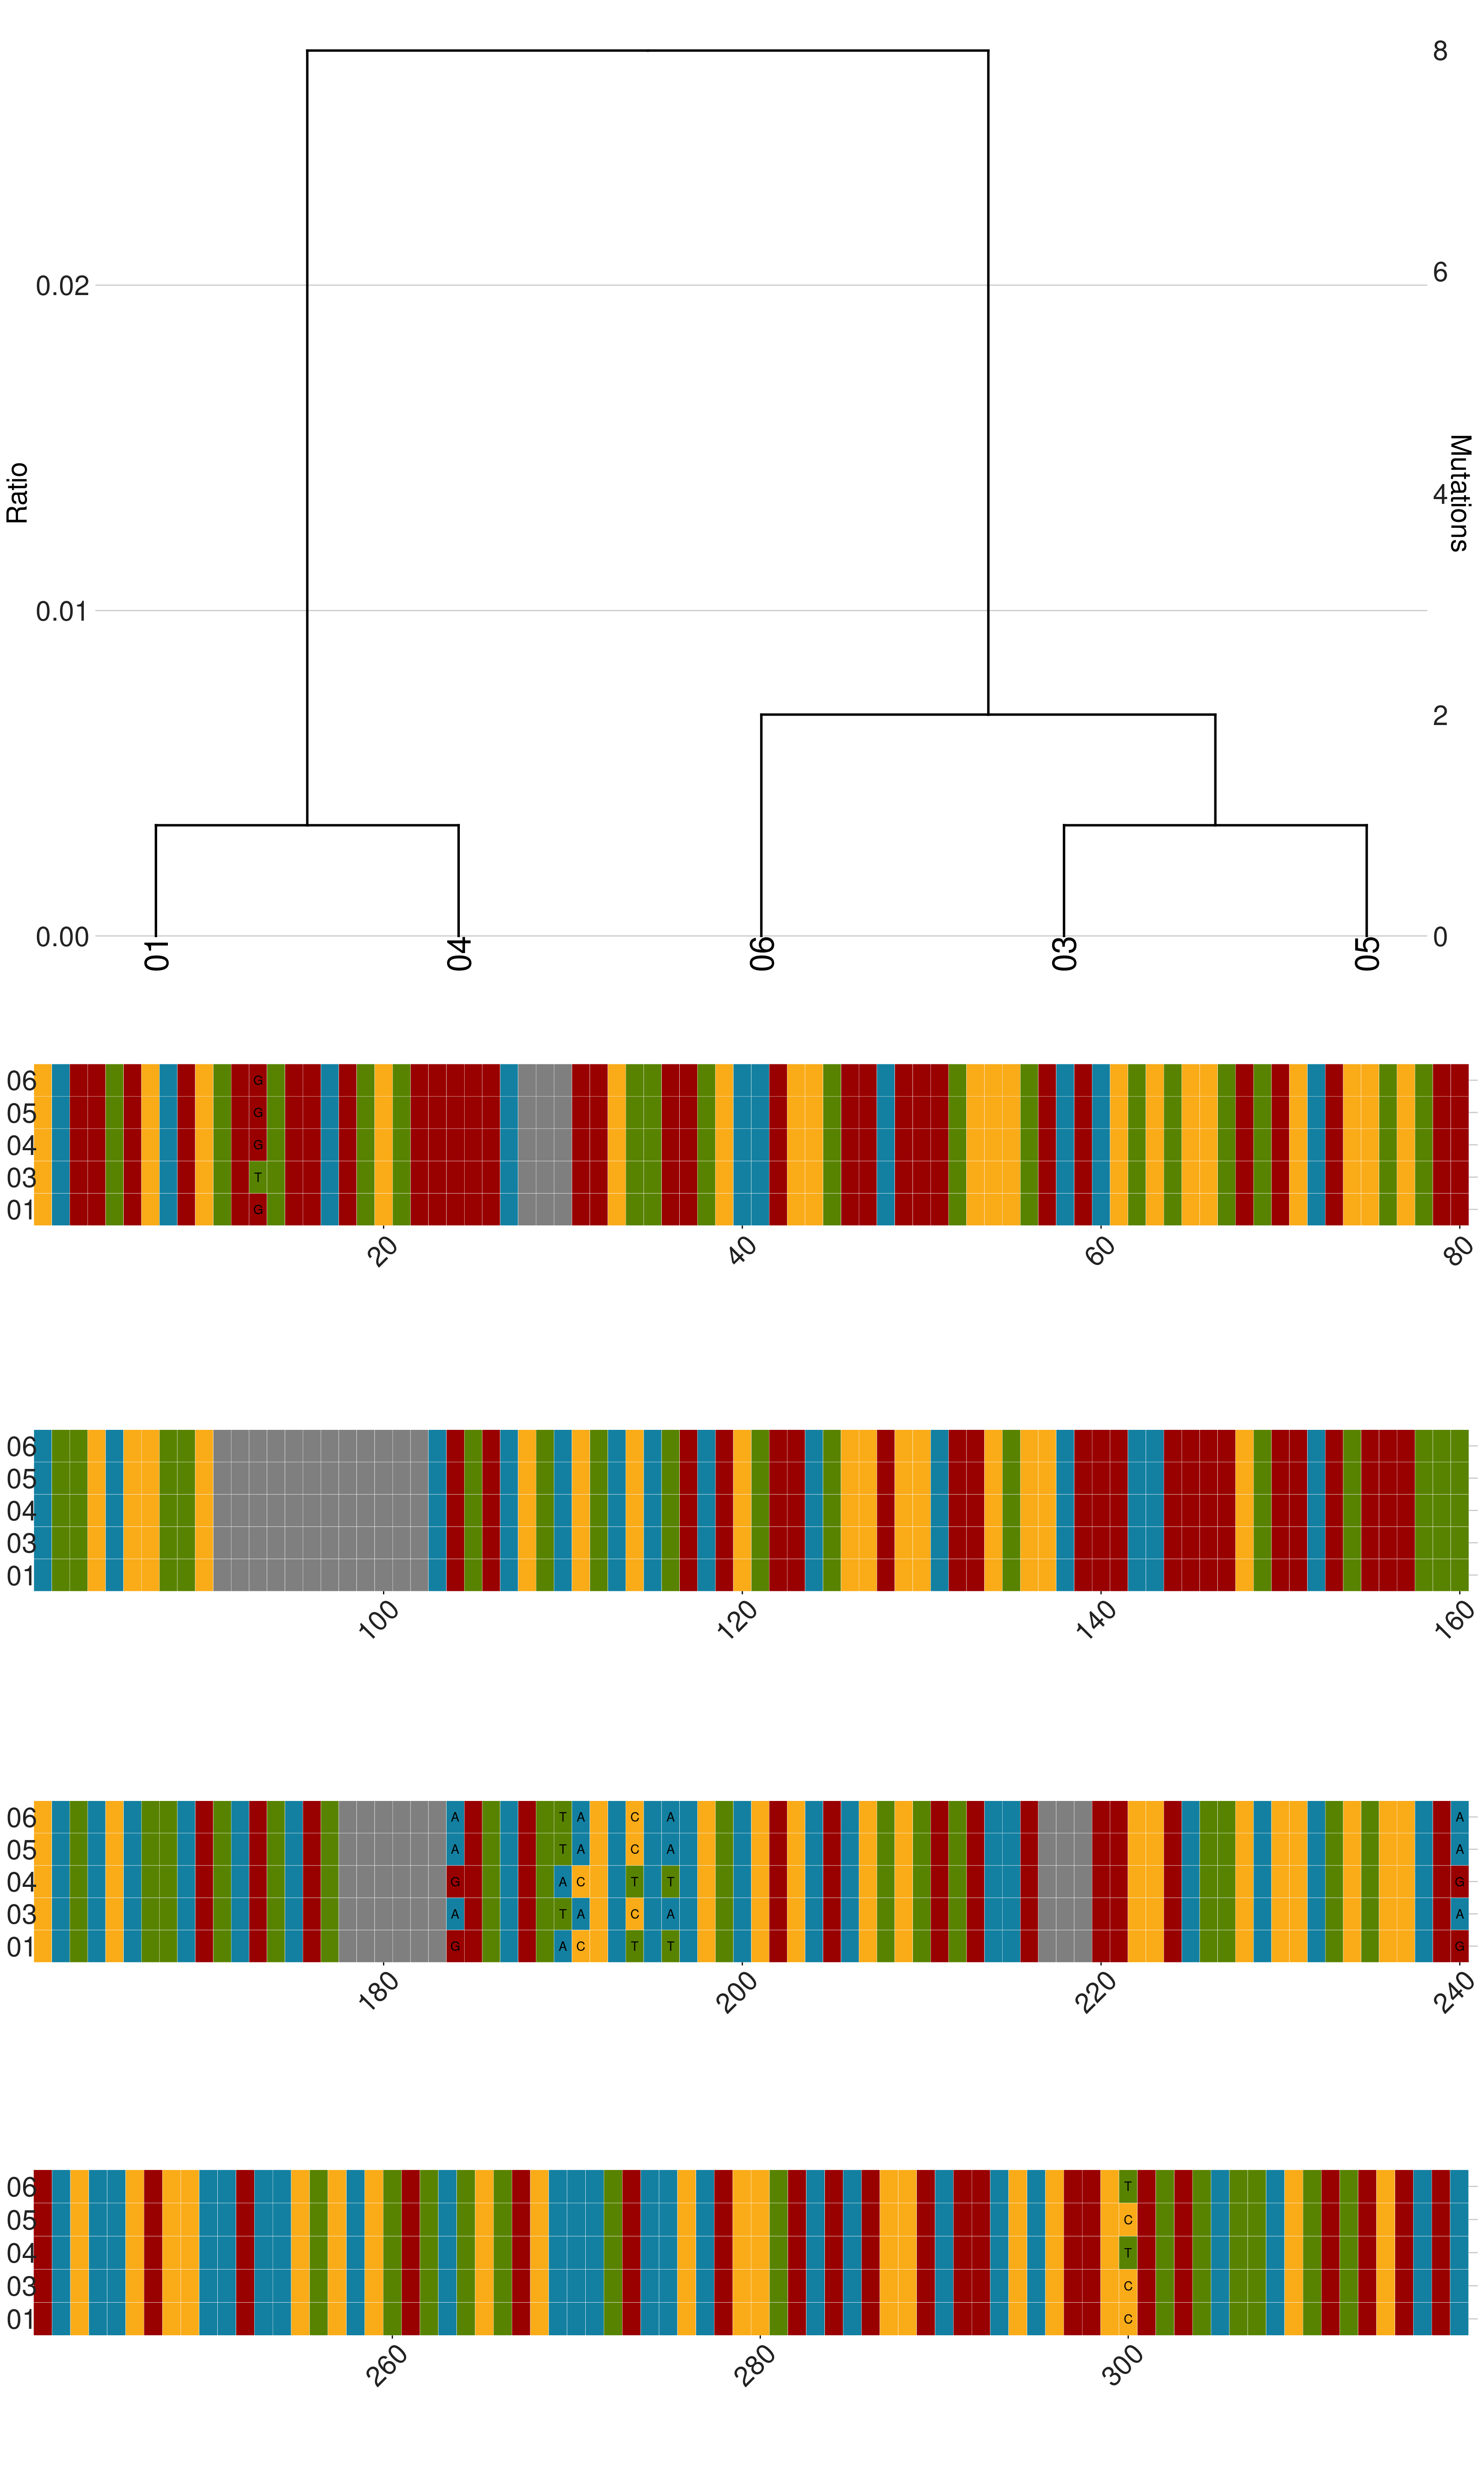 8
0.02
6
Ratio
4
Mutations
0.01
2
0.00
0
01
04
06
03
05
06 G
05 G
04 G
03 T
01 G
20 40 60 80
06
05
04
03
01
100 120 140 160
06 A T A C A A
05 A T A C A A
04 G A C T T G
03 A T A C A A
01 G A C T T G
180 200 220 240
06 T
05 C
04 T
03 C
01 C
260 280 300